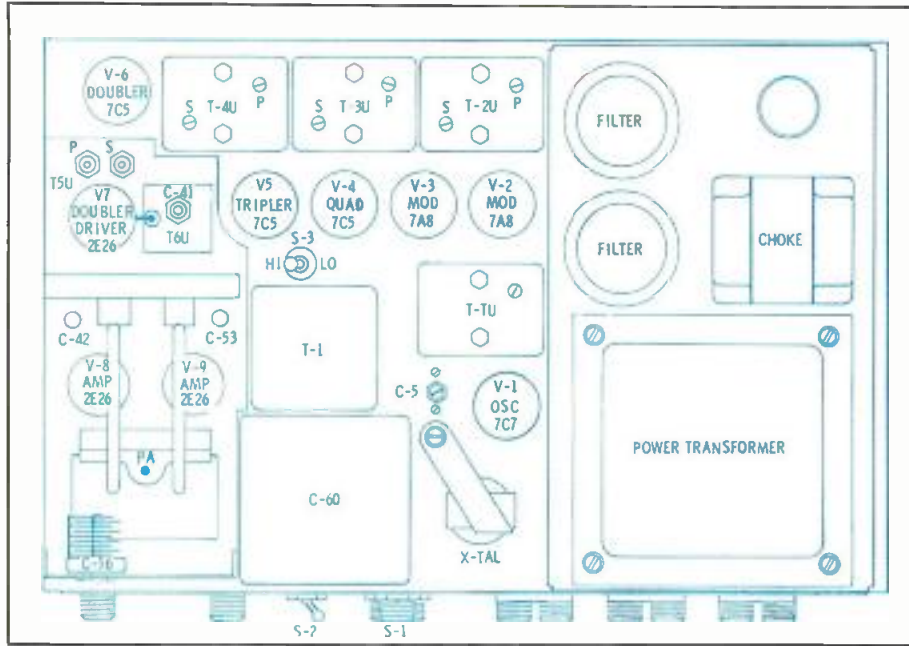 V-6
DOUBLER
7C5
S T-4U P
S T-3U P
S T-2U P
FILTER
P S
T5U
V7
DOUBLER
DRIVER
2E26
C-41
T6U
V5
TRIPLER
7C5
V-4
QUAD
7C5
V-3
MOD
7A8
V-2
MOD
7A8
S-3
HI LO
FILTER
CHOKE
T-TU
C-42
C-53
T-1
V-8
AMP
2E26
V-9
AMP
2E26
C-5
V-1
OSC
7C7
POWER TRANSFORMER
PA
C-60
X-TAL
C-56
S-2
S-1